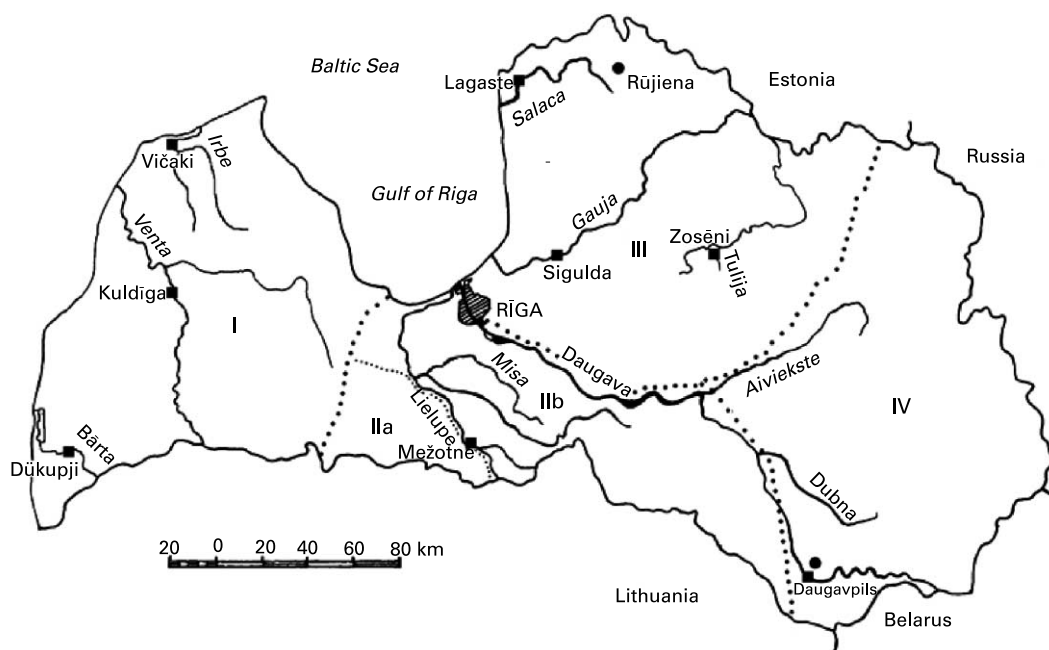 Baltic Sea
Lagaste
Rūjiena
Estonia
Salaca
Irbe
Vičaki
Russia
Gulf of Riga
Gauja
Venta
III
Zosēni
Tulija
Sigulda
Kuldīga
I
RĪGA
Daugava
Misa
Aiviekste
IIb
IIa
Lielupe
IV
Mežotne
Bārta
Dükupji
Dubna
20 0 20 40 60 80 km
Lithuania
Daugavpils
Belarus